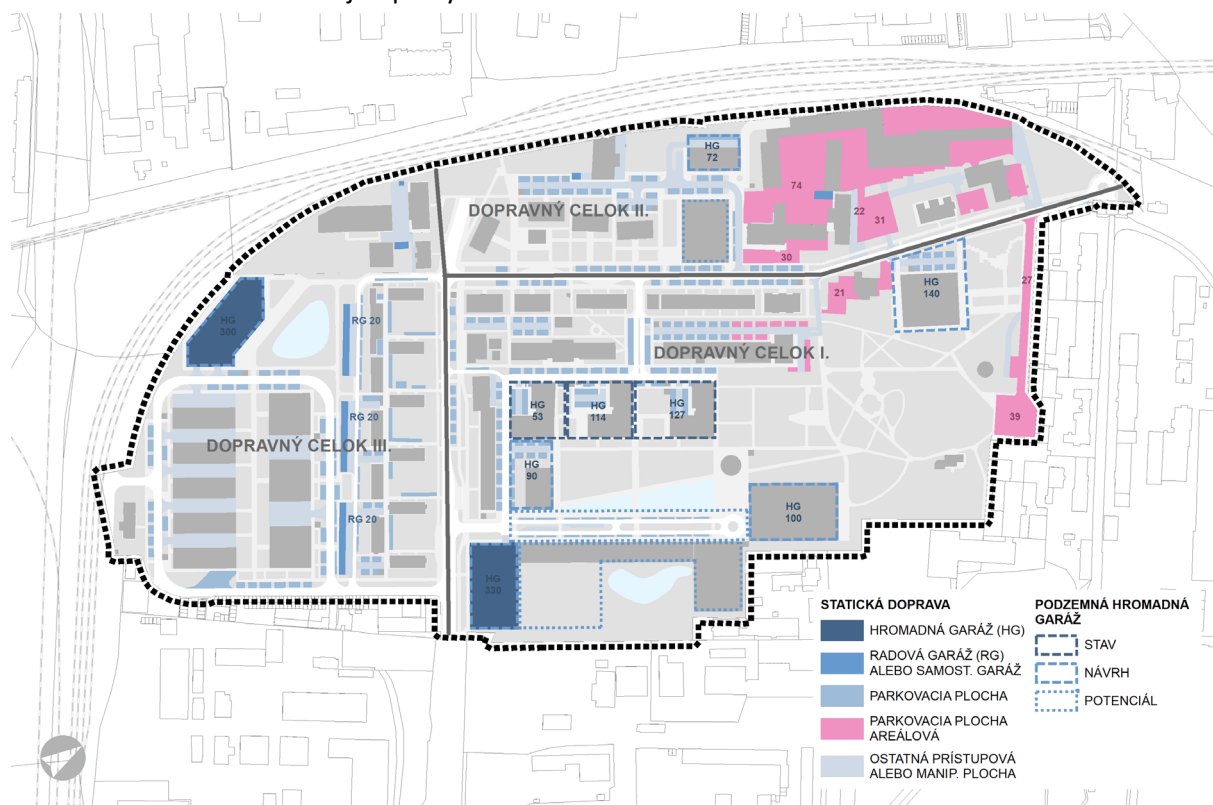 HG
72
74
22
31
DOPRAVNÝ CELOK II.
30
27
HG
140
21
HG
300
RG 20
DOPRAVNÝ CELOK I.
HG
53
HG
114
HG
127
RG 20
39
DOPRAVNÝ CELOK III.
HG
90
HG
100
RG 20
HG
330
STATICKÁ DOPRAVA
HROMADNÁ GARÁŽ (HG)
RADOVÁ GARÁŽ (RG)
ALEBO SAMOST. GARÁŽ
PARKOVACIA PLOCHA
PARKOVACIA PLOCHA
AREÁLOVÁ
OSTATNÁ PRÍSTUPOVÁ
ALEBO MANIP. PLOCHA
PODZEMNÁ HROMADNÁ
GARÁŽ
STAV
NÁVRH
POTENCIÁL